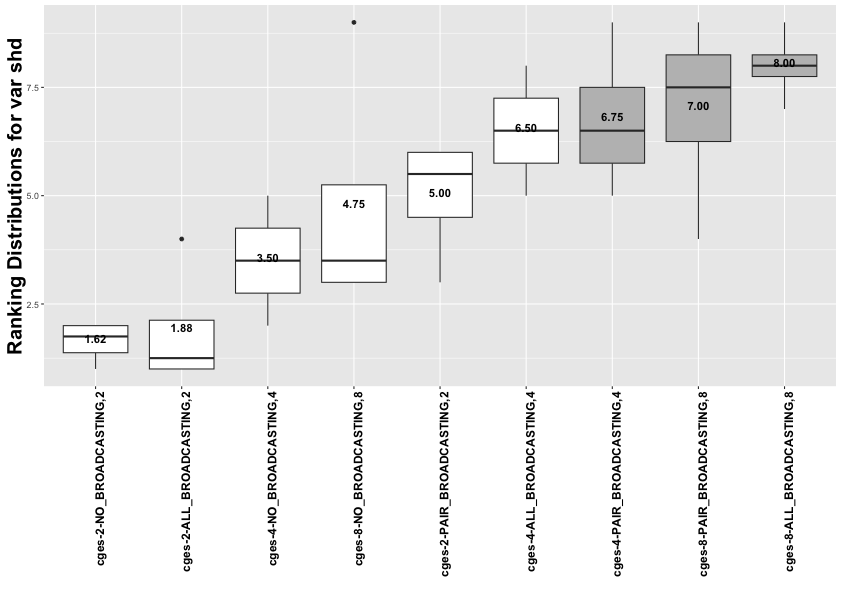 Ranking Distributions for var shd
7.5
5.0
2.5
1.62
1.88
3.50
4.75
5.00
6.50
6.75
7.00
8.00
cges-2-NO_BROADCASTING,2
cges-2-ALL_BROADCASTING,2
cges-4-NO_BROADCASTING,4
cges-8-NO_BROADCASTING,8
cges-2-PAIR_BROADCASTING,2
cges-4-ALL_BROADCASTING,4
cges-4-PAIR_BROADCASTING,4
cges-8-PAIR_BROADCASTING,8
cges-8-ALL_BROADCASTING,8